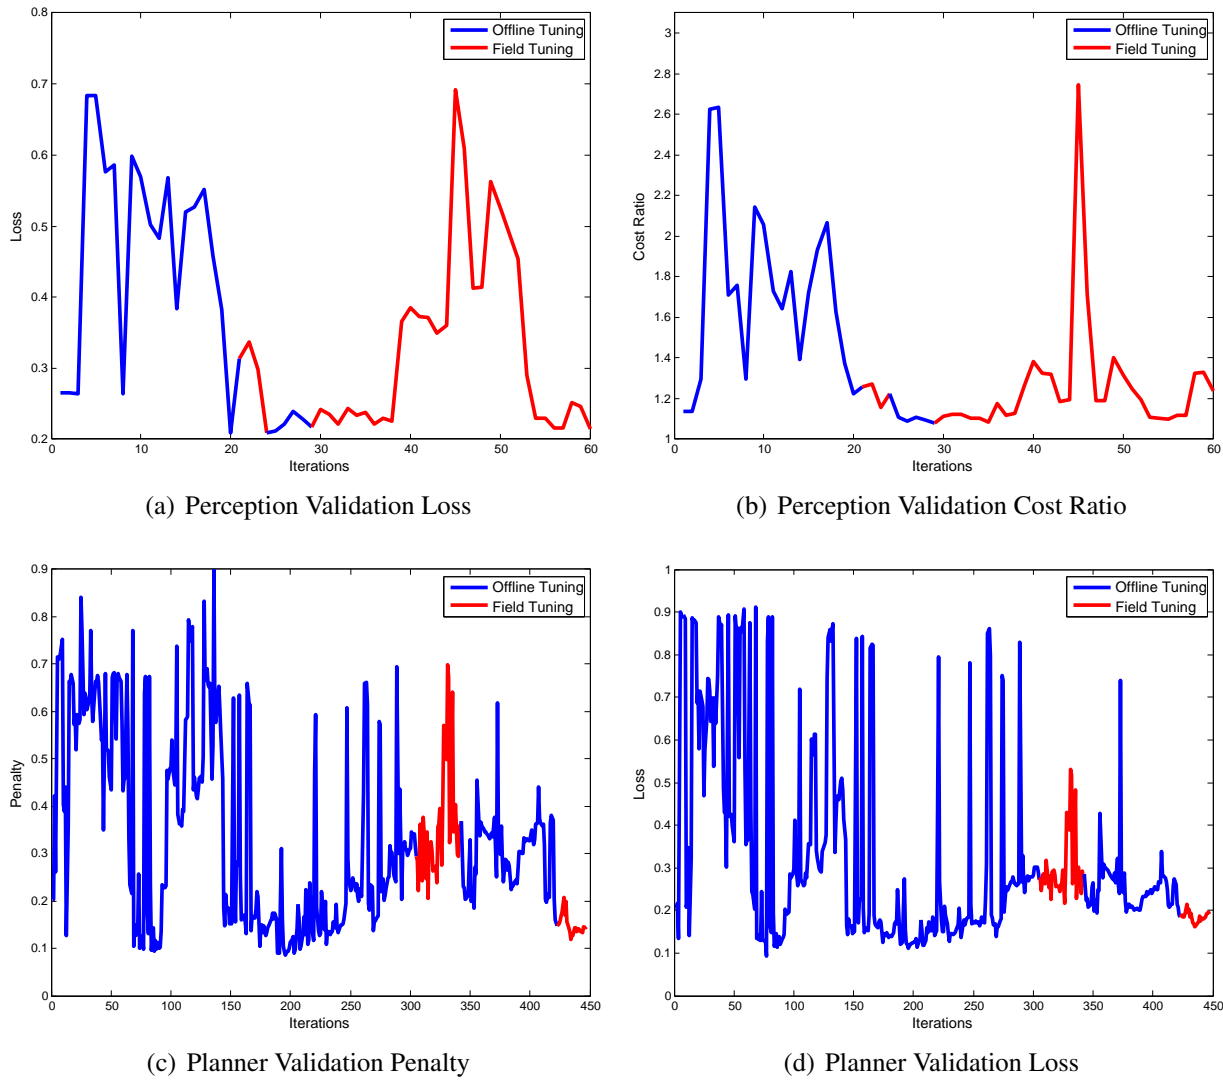 0.8
0.7
0.6
0.5
0.4
0.3
0.2
Loss
0 10 20 30 40 50 60
Iterations
Offline Tuning
Field Tuning
(a) Perception Validation Loss
3
2.8
2.6
2.4
2.2
2
1.8
1.6
1.4
1.2
1
Cost Ratio
0 10 20 30 40 50 60
Iterations
Offline Tuning
Field Tuning
(b) Perception Validation Cost Ratio
0.9
0.8
0.7
0.6
0.5
0.4
0.3
0.2
0.1
0
Penalty
0 50 100 150 200 250 300 350 400 450
Iterations
Offline Tuning
Field Tuning
(c) Planner Validation Penalty
1
0.9
0.8
0.7
0.6
0.5
0.4
0.3
0.2
0.1
0
Loss
0 50 100 150 200 250 300 350 400 450
Iterations
Offline Tuning
Field Tuning
(d) Planner Validation Loss